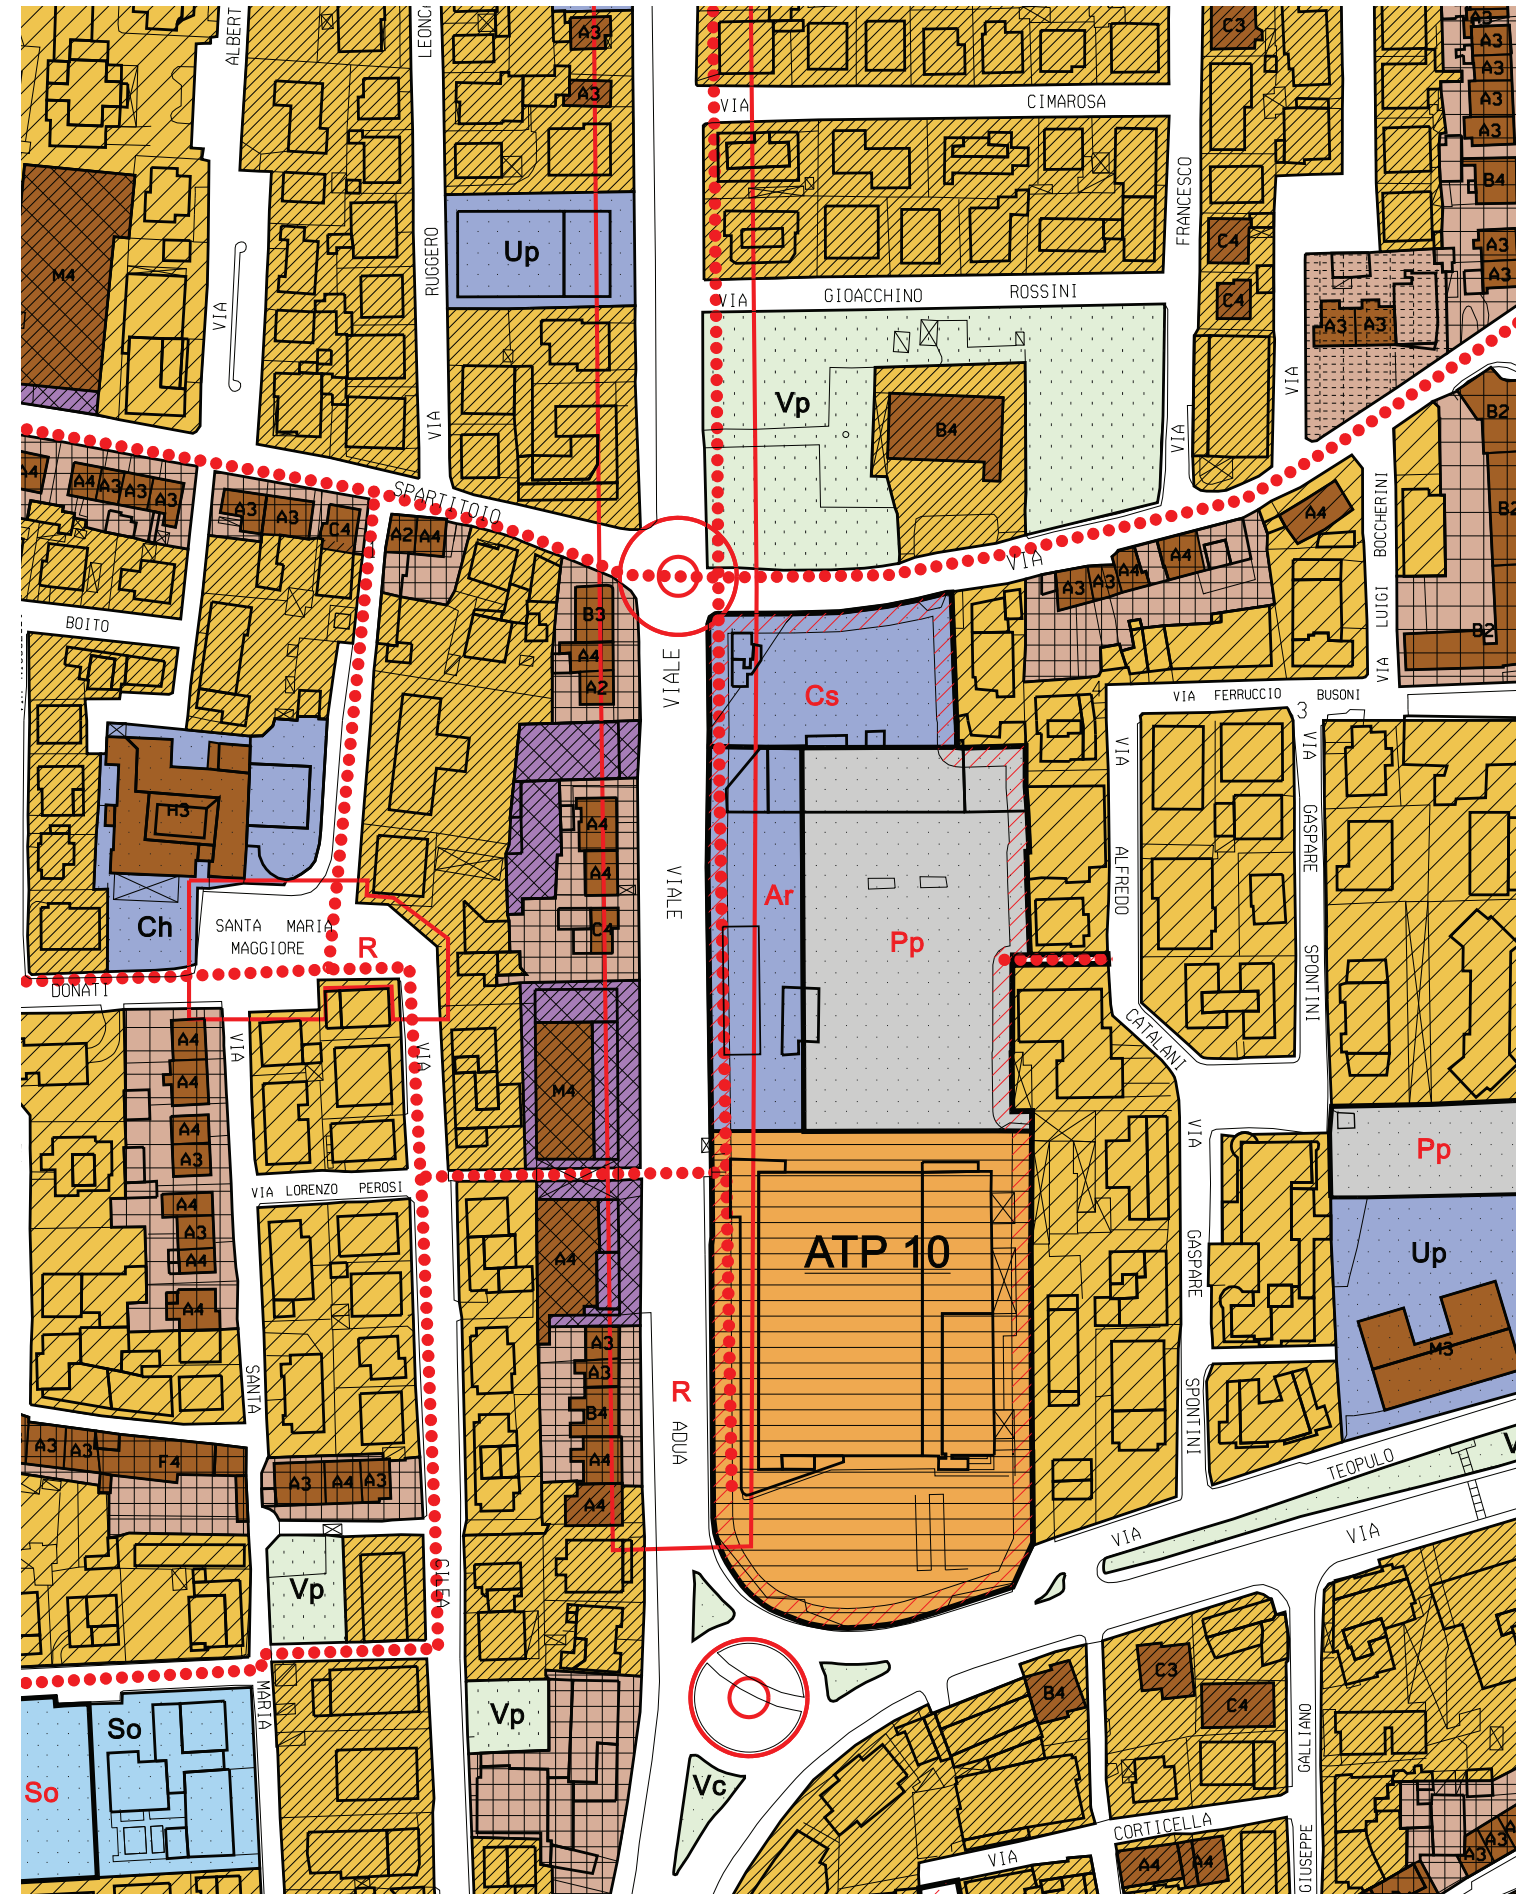 ALBERT
LEONCI
A3
C3
A3
A3
A3
A3
A3
A3
VIA
CIMAROSA
B4
M4
VIA
RUGGERO
VIA
Up
FRANCESCO
VIA
C4
C4
A3
A3
VIA
A3
A3
VIA
GIOACCHINO
ROSSINI
Vp
B4
B2
B2
B2
A4
A4
A3
A3
A3
A3
A3
C4
A2
A4
SPARTITOIO
VIA
A3
A3
A4
A4
A4
BOCCHERINI
LUIGI
VIA
BOITO
B3
A4
A2
VIALE
Cs
VIA FERRUCCIO BUSONI
4
3
H3
Ch
SANTA MARIA
MAGGIORE
R
A4
A4
C4
VIALE
Ar
Pp
VIA
ALFREDO
CATALANI
VIA
GASPARE
SPONTINI
DONATI
VIA
VIA
A4
A4
A4
A3
A4
A3
A4
A4
M4
VIA
GASPARE
SPONTINI
Pp
Up
M3
VIA LORENZO PEROSI
A4
ATP 10
SANTA
A3
A3
B4
A4
A4
R
ADUA
A3
A3
F4
A3
A4
A3
TEOPULO
VIA
VIA
V
Vp
CILEA
MARIA
So
So
Vp
Vc
B4
C3
C4
GALLIANO
GIUSEPPE
CORTICELLA
VIA
A4
A4
A3
A3
A